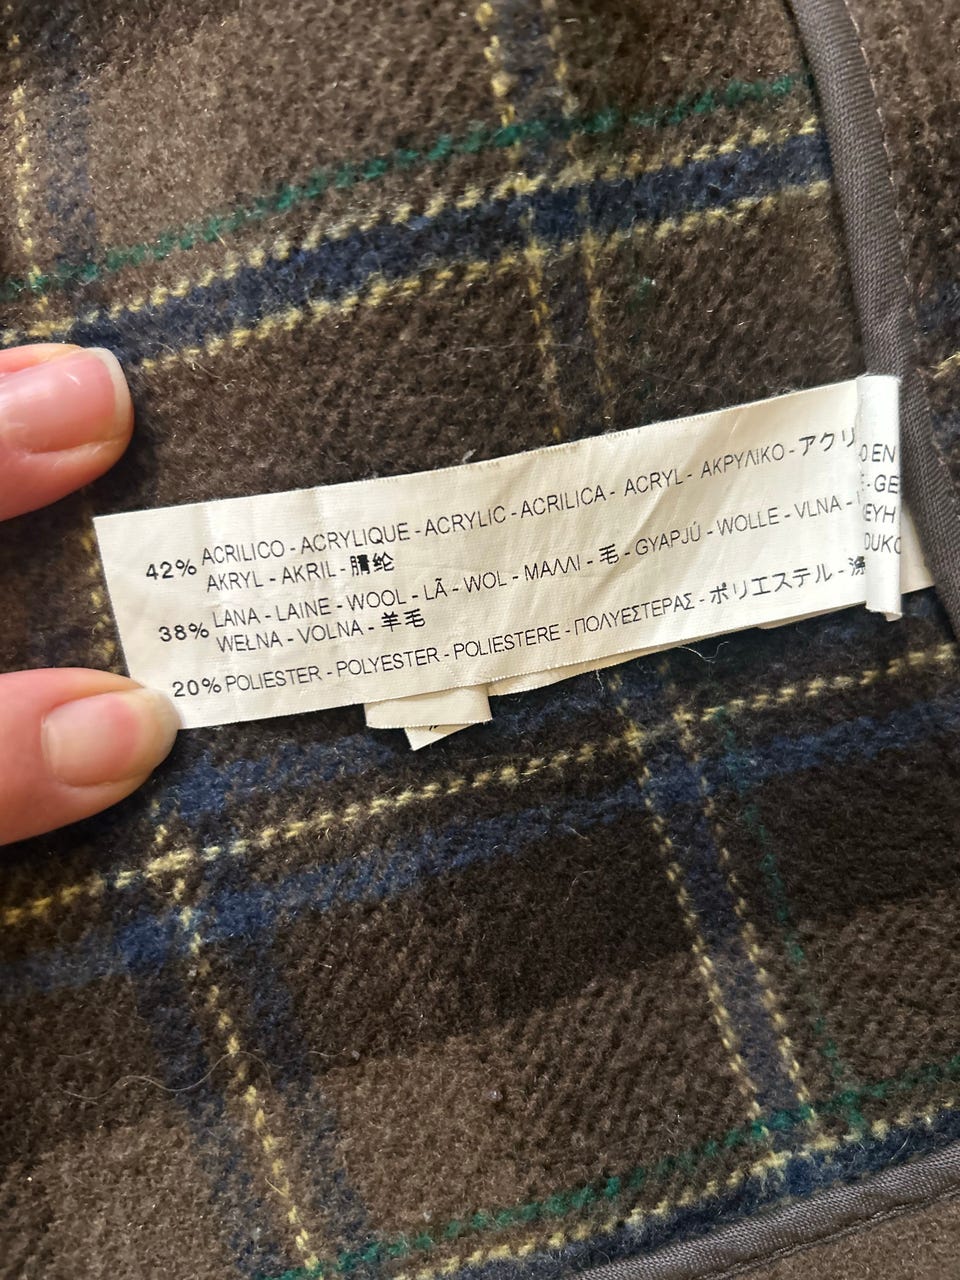 42% ACRILICO - ACRYLIQUE - ACRYLIC - ACRILICA - ACRYL - ΑΚΡΥΛΙΚΟ - アクリ
AKRYL - AKRIL - 腈纶
38% LANA - LAINE - WOOL - LÃ - WOL - ΜΑΛΛΙ - 毛 - GYAPJÚ - WOLLE - VLNA -
WEŁNA - VOLNA - 羊毛
20% POLIESTER - POLYESTER - POLIESTERE - ΠΟΛΥΕΣΤΕΡΑΣ - ポリエステル -
EN
- GE